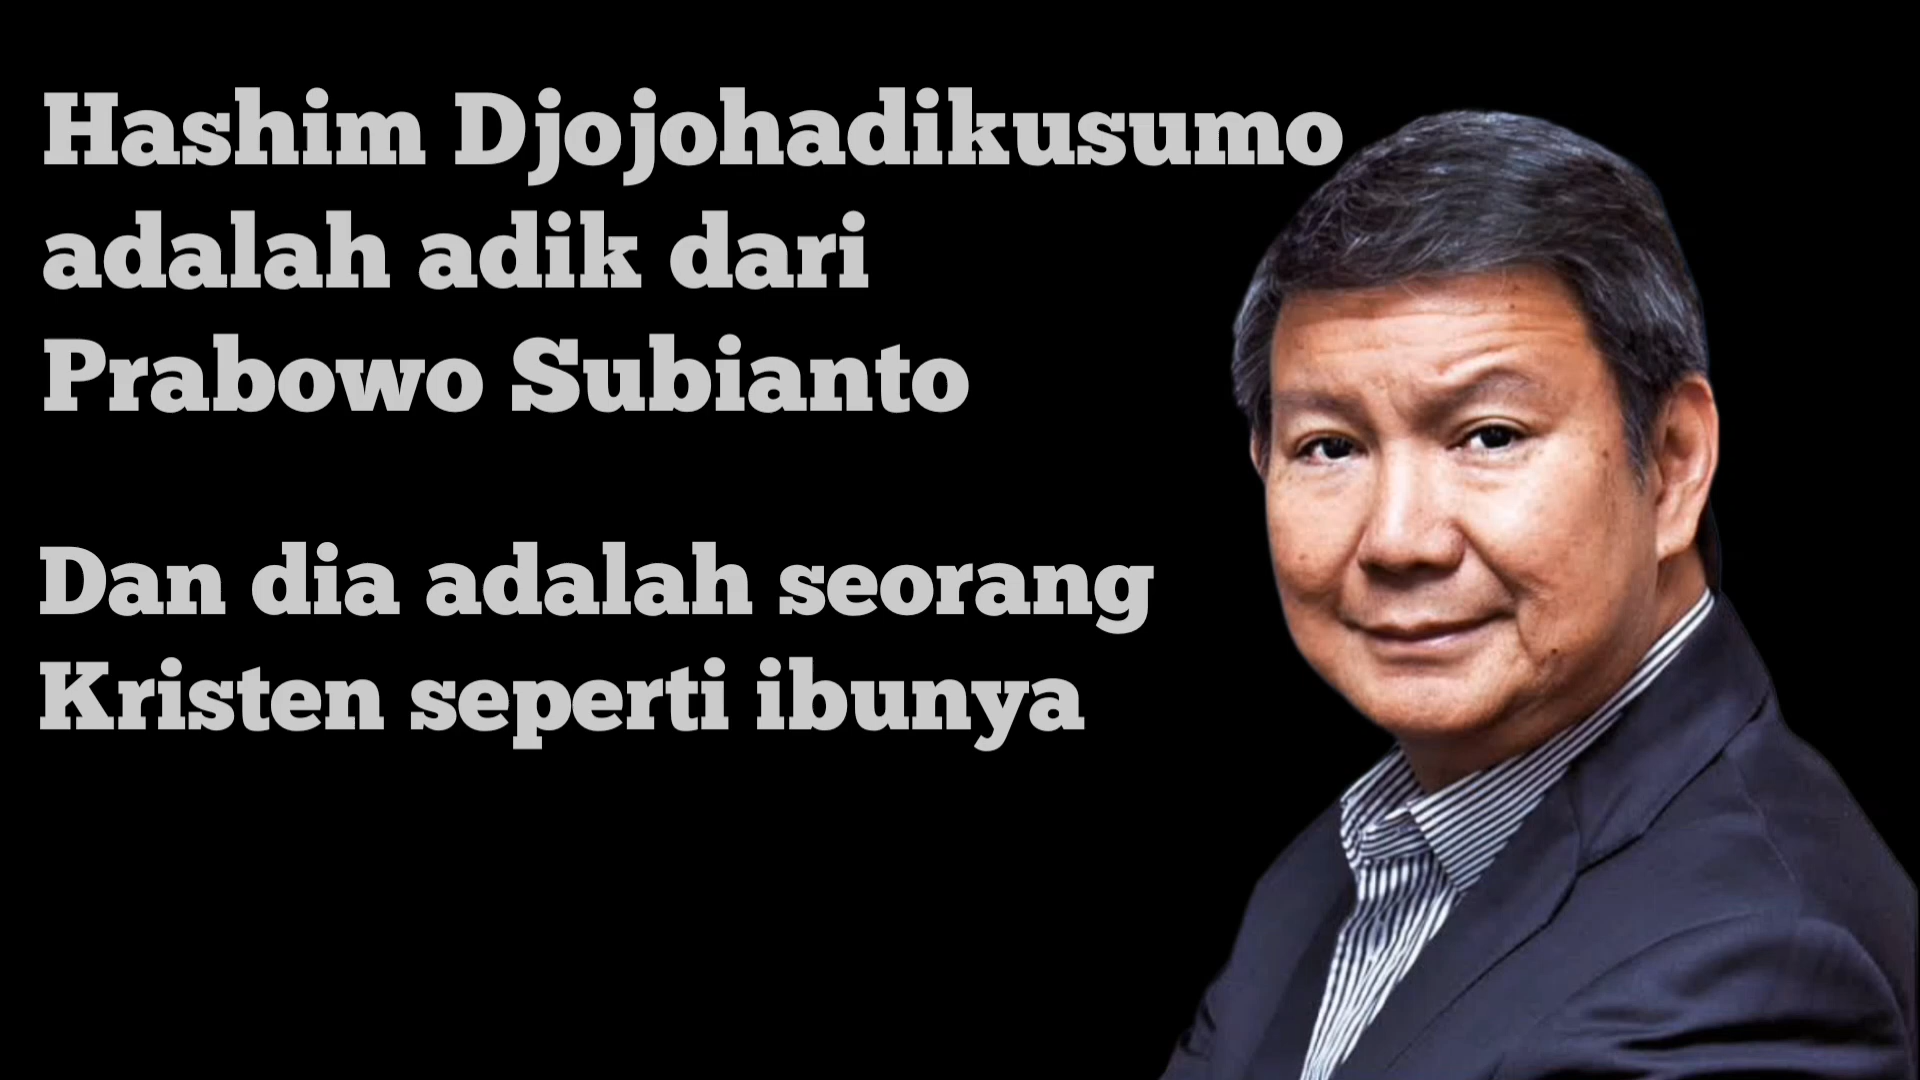 Hashim Djojohadikusumo
adalah adik dari
Prabowo Subianto
Dan dia adalah seorang
Kristen seperti ibunya